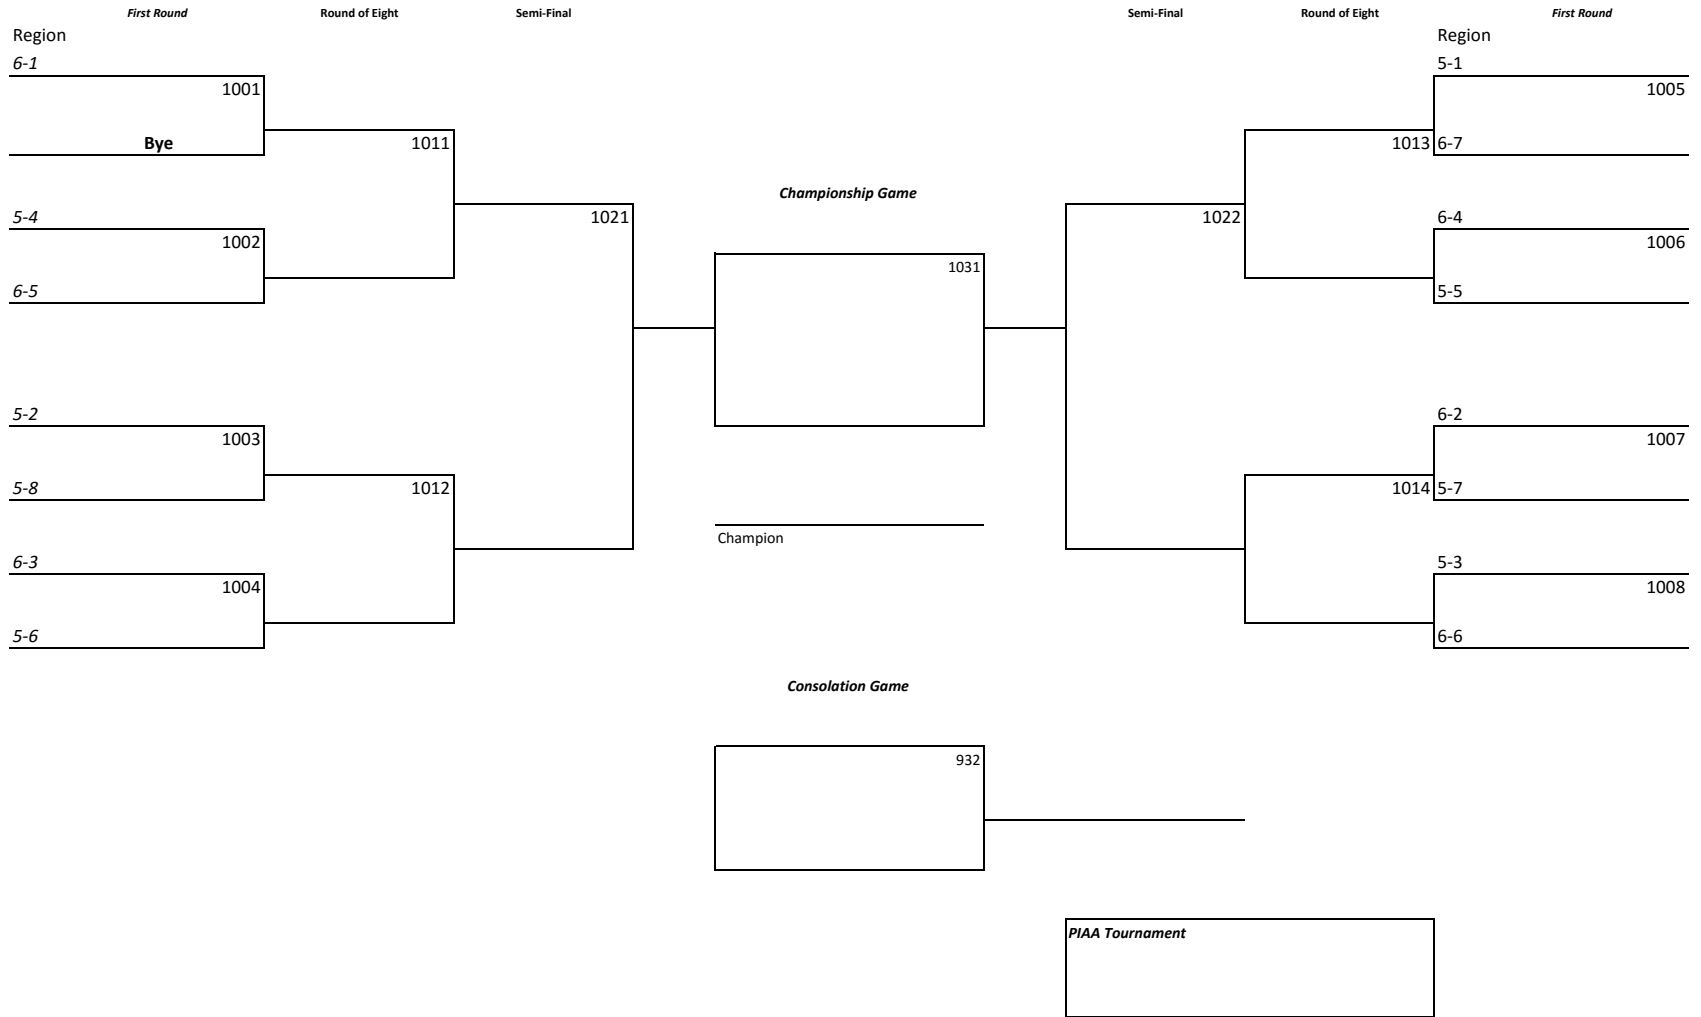 First Round Round of Eight Semi-Final Semi-Final Round of Eight First Round
Region Region
6-1 5-1
1001 1005
Bye 1011 1013 6-7
Championship Game
5-4 1021 1022 6-4
1002 1006
1031
6-5 5-5
5-2 6-2
1003 1007
5-8 1012 1014 5-7
Champion
6-3 5-3
1004 1008
5-6 6-6
Consolation Game
932
PIAA Tournament